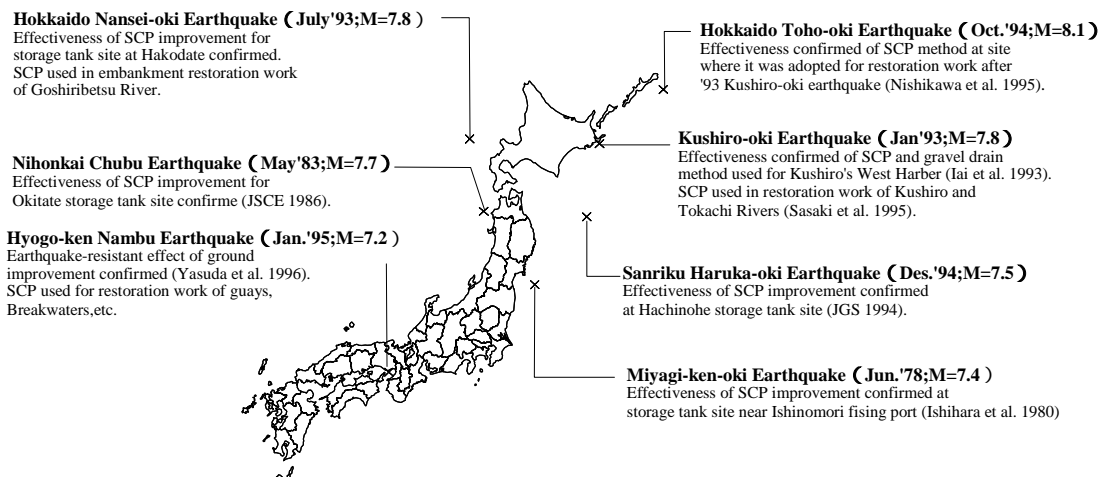 Hokkaido Nansei-oki Earthquake (July'93;M=7.8)
Effectiveness of SCP improvement for
storage tank site at Hakodate confirmed.
SCP used in embankment restoration work
of Goshiribetsu River.
Nihonkai Chubu Earthquake (May'83;M=7.7)
Effectiveness of SCP improvement for
Okitate storage tank site confirme (JSCE 1986).
Hyogo-ken Nambu Earthquake (Jan.'95;M=7.2)
Earthquake-resistant effect of ground
improvement confirmed (Yasuda et al. 1996).
SCP used for restoration work of guays,
Breakwaters,etc.
Hokkaido Toho-oki Earthquake (Oct.'94;M=8.1)
Effectiveness confirmed of SCP method at site
where it was adopted for restoration work after
'93 Kushiro-oki earthquake (Nishikawa et al. 1995).
Kushiro-oki Earthquake (Jan'93;M=7.8)
Effectiveness confirmed of SCP and gravel drain
method used for Kushiro's West Harber (Iai et al. 1993).
SCP used in restoration work of Kushiro and
Tokachi Rivers (Sasaki et al. 1995).
Sanriku Haruka-oki Earthquake (Des.'94;M=7.5)
Effectiveness of SCP improvement confirmed
at Hachinohe storage tank site (JGS 1994).
Miyagi-ken-oki Earthquake (Jun.'78;M=7.4)
Effectiveness of SCP improvement confirmed at
storage tank site near Ishinomori fising port (Ishihara et al. 1980)